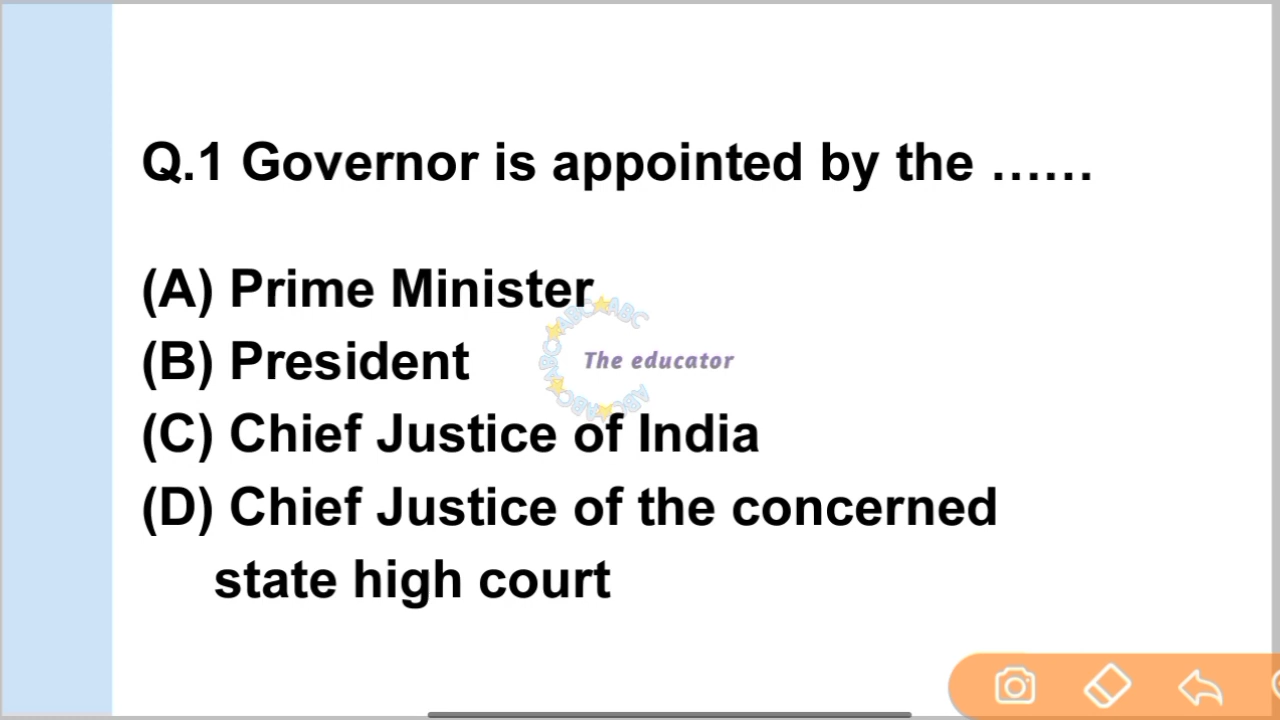 Q.1 Governor is appointed by the ......
(A) Prime Minister
(B) President
The educator
(C) Chief Justice of India
(D) Chief Justice of the concerned
state high court